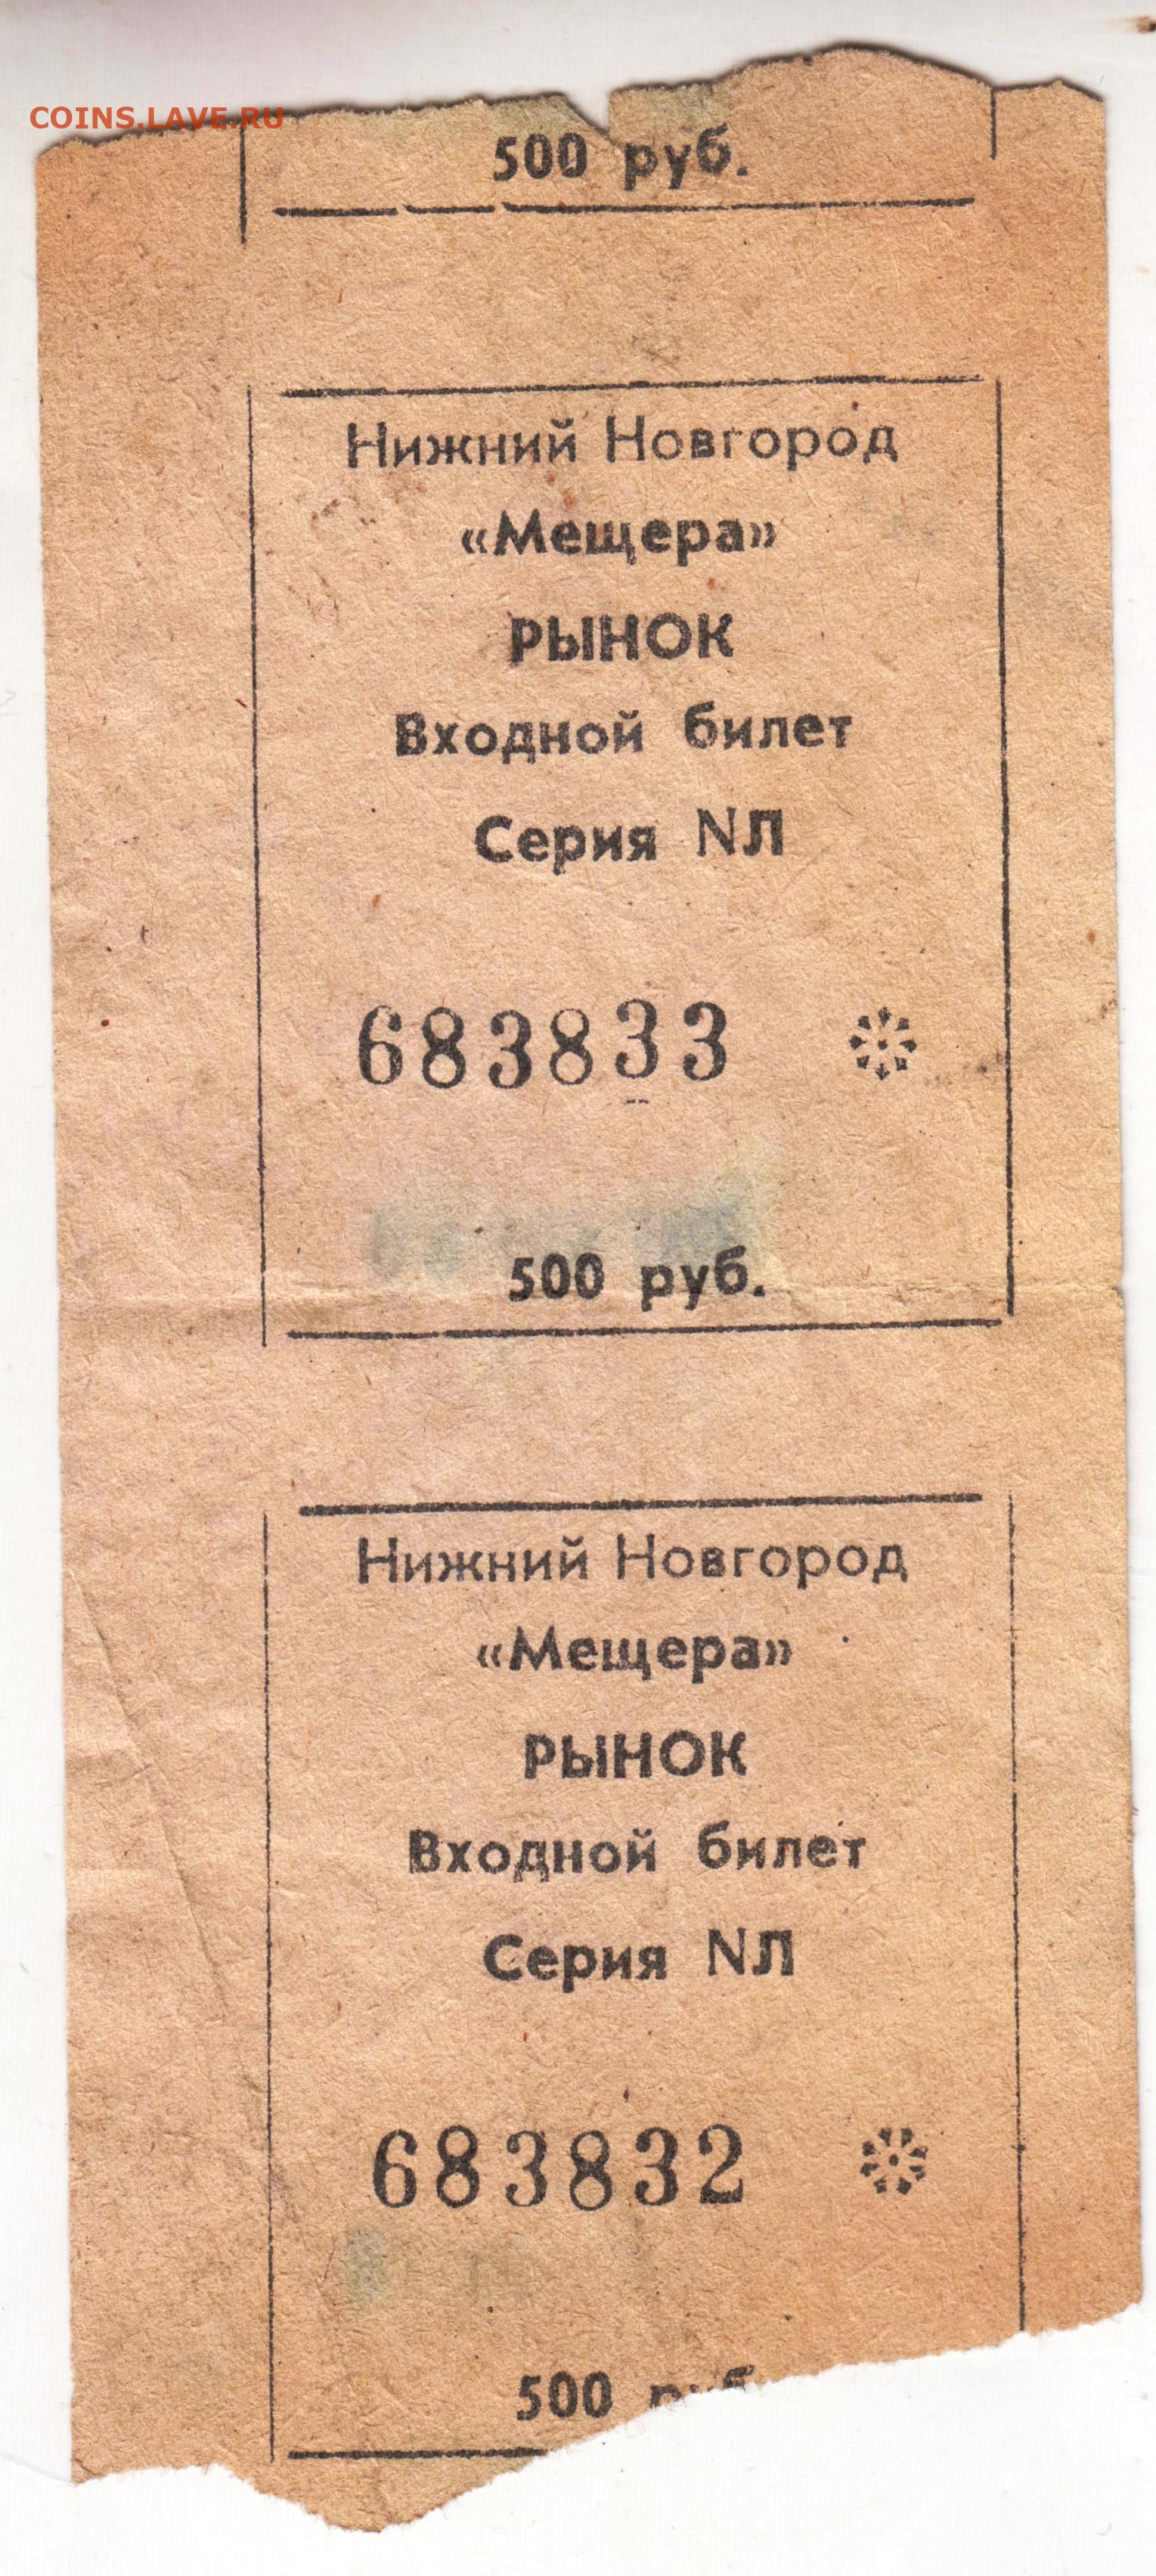 COINS.LAVE.RU
500 руб.
Нижний Новгород
«Мещера»
РЫНОК
Входной билет
Серия NЛ
683833
500 руб.
Нижний Новгород
«Мещера»
РЫНОК
Входной билет
Серия NЛ
683832
500 руб